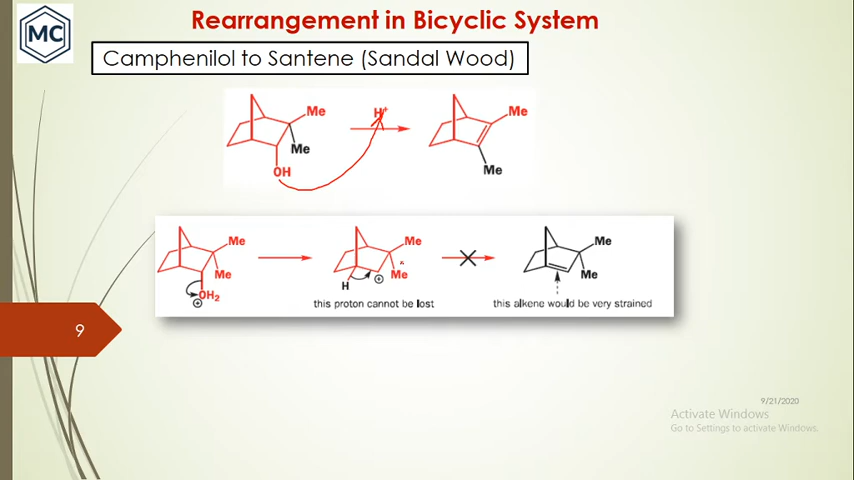 MC
Rearrangement in Bicyclic System
Camphenilol to Santene (Sandal Wood)
Me
Me
OH
H+
Me
Me
Me
Me
OH2
+
Me
Me
H
+
Me
Me
this proton cannot be lost
this alkene would be very strained
9
9/21/2020
Activate Windows
Go to Settings to activate Windows.